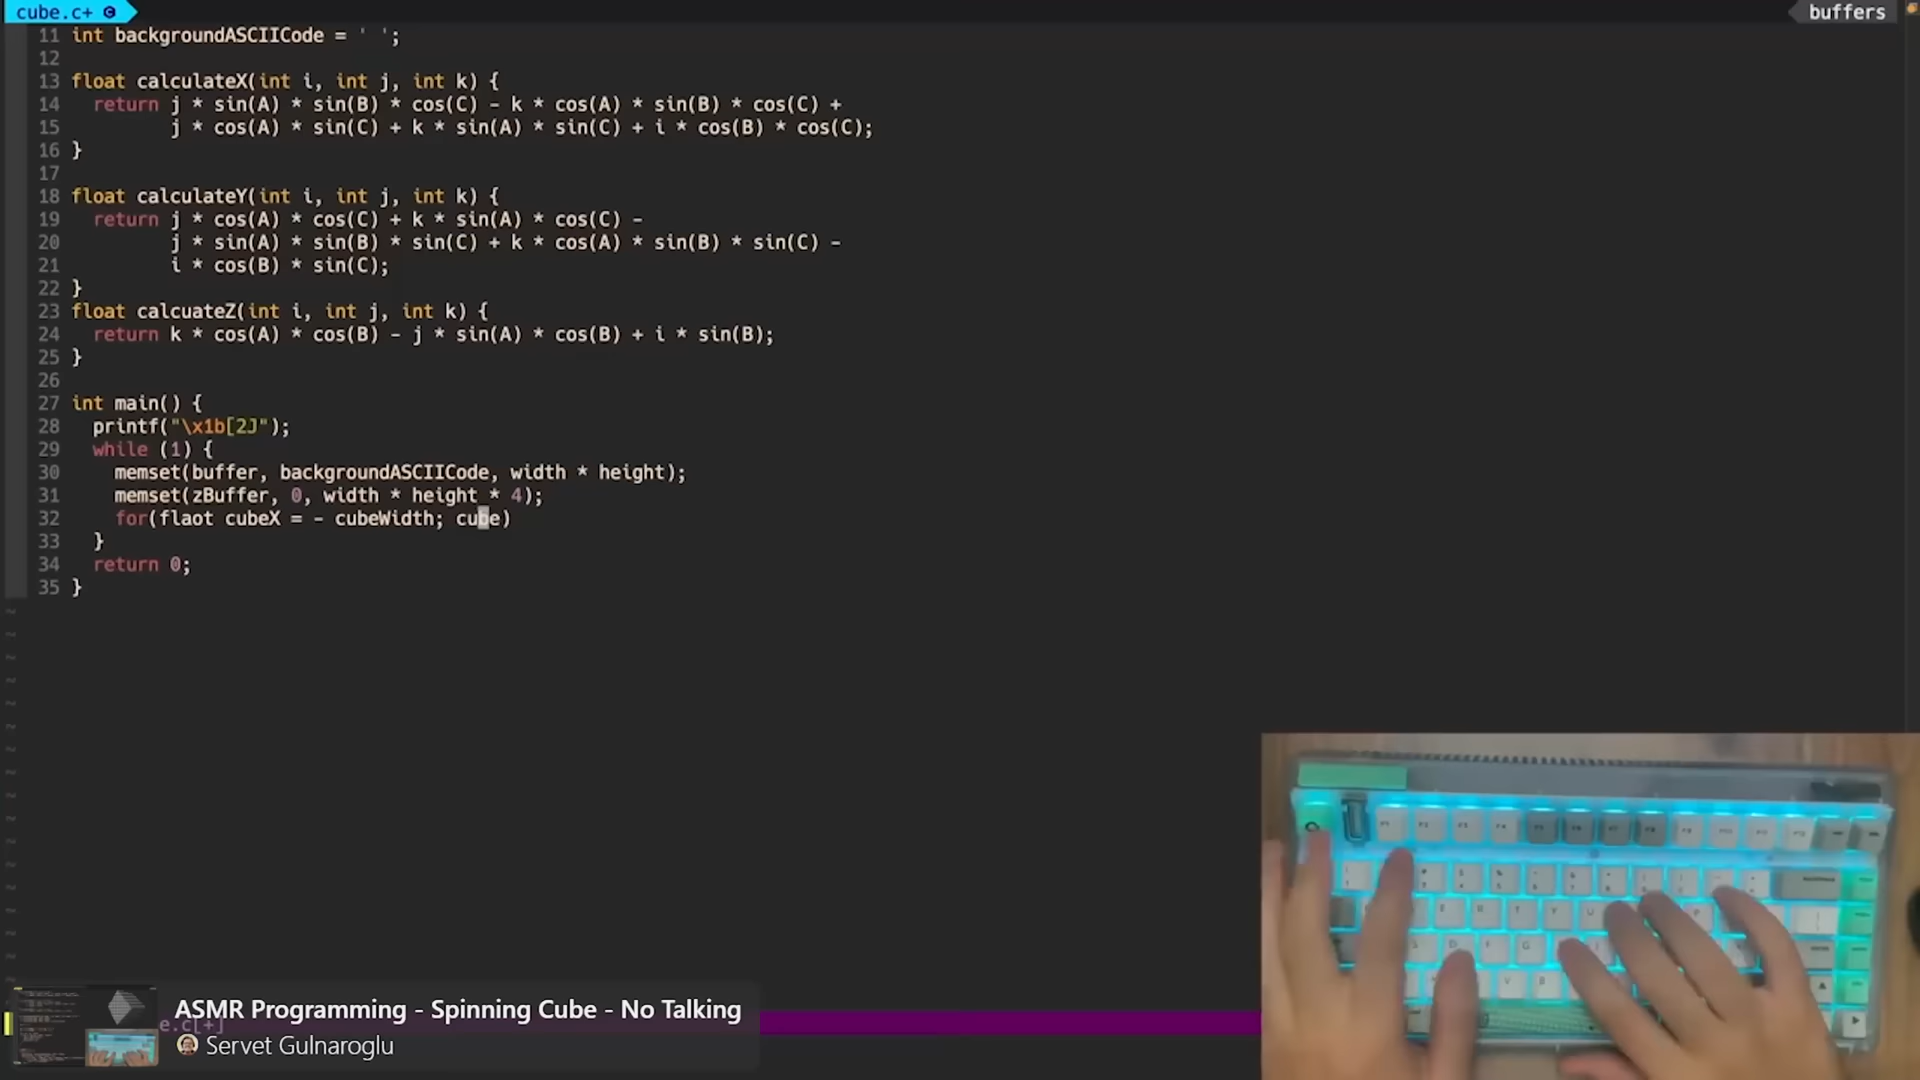 cube.c+
buffers
11 int backgroundASCIICode = ' ';
12
13 float calculateX(int i, int j, int k) {
14 return j * sin(A) * sin(B) * cos(C) - k * cos(A) * sin(B) * cos(C) +
15 j * cos(A) * sin(C) + k * sin(A) * sin(C) + i * cos(B) * cos(C);
16 }
17
18 float calculateY(int i, int j, int k) {
19 return j * cos(A) * cos(C) + k * sin(A) * cos(C) -
20 j * sin(A) * sin(B) * sin(C) + k * cos(A) * sin(B) * sin(C) -
21 i * cos(B) * sin(C);
22 }
23 float calcuateZ(int i, int j, int k) {
24 return k * cos(A) * cos(B) - j * sin(A) * cos(B) + i * sin(B);
25 }
26
27 int main() {
28 printf("\x1b[2J");
29 while (1) {
30 memset(buffer, backgroundASCIICode, width * height);
31 memset(zBuffer, 0, width * height * 4);
32 for(flaot cubeX = - cubeWidth; cube)
33 }
34 return 0;
35 }
ASMR Programming - Spinning Cube - No Talking
e.c[+]
Servet Gulnaroglu